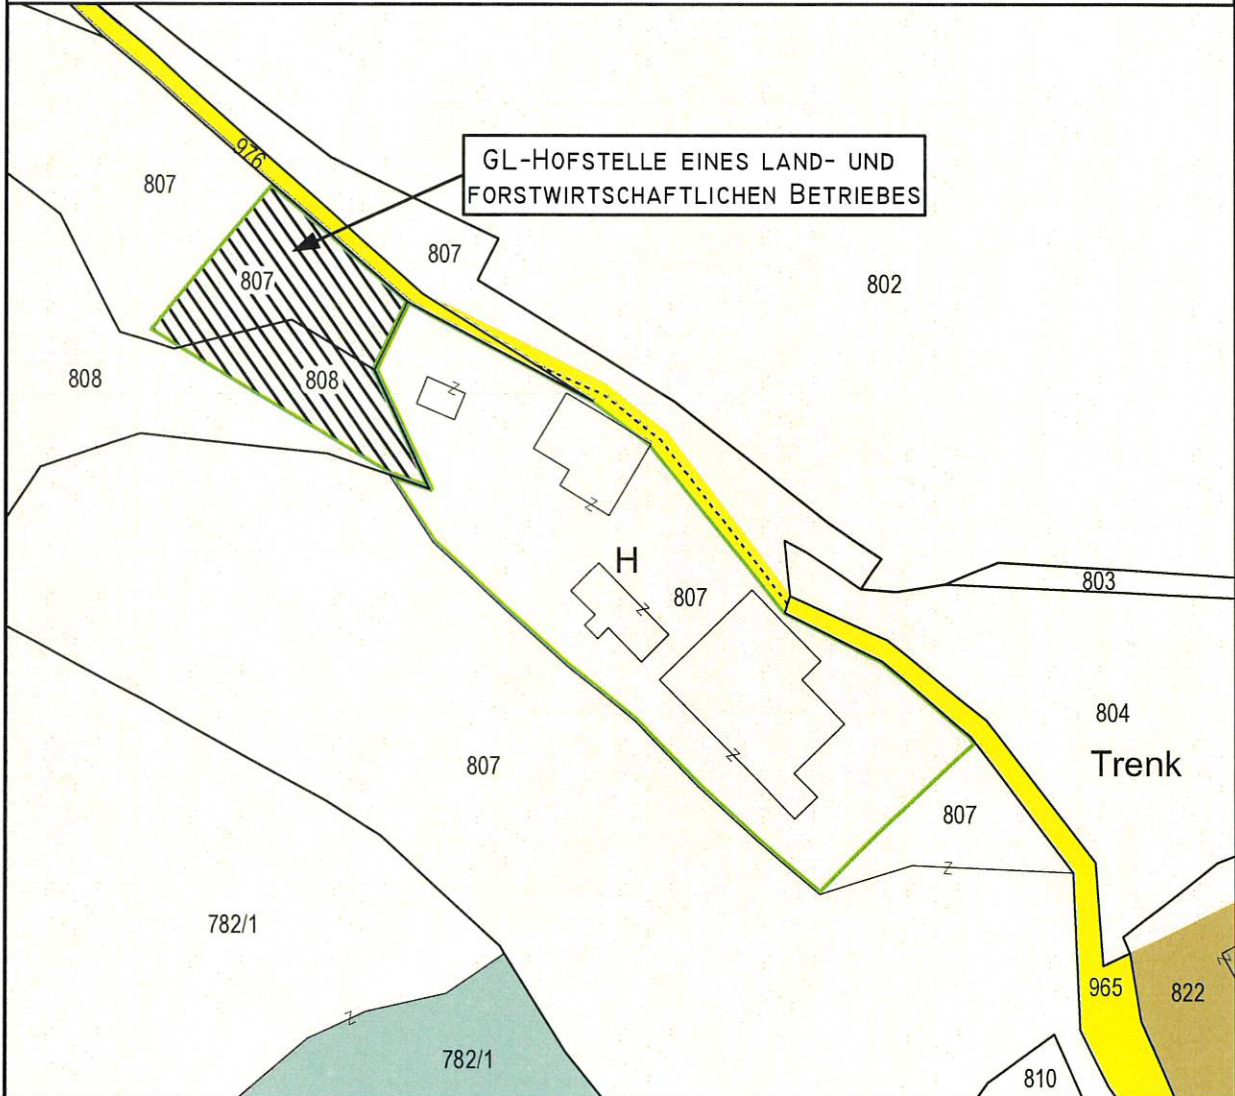 976
GL-HOFSTELLE EINES LAND- UND
FORSTWIRTSCHAFTLICHEN BETRIEBES
807
807
802
807
808
808
Z
Z
H
803
Z
807
804
Trenk
Z
807
807
Z
782/1
Z
965
822
Z
782/1
810